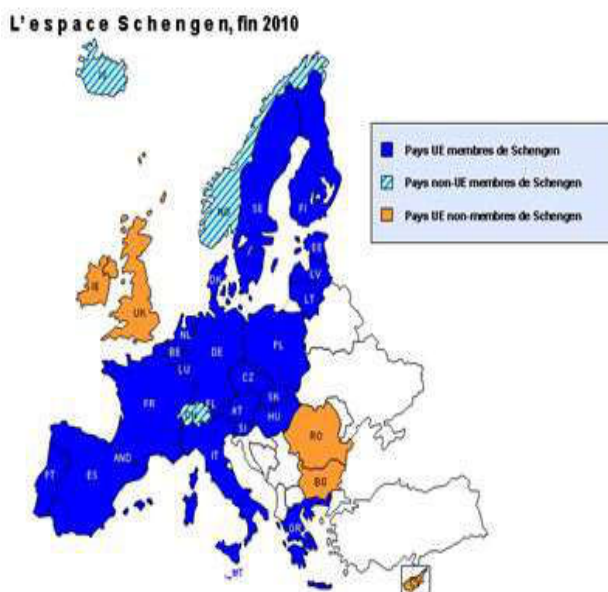 L'espace Schengen, fin 2010
IS
Pays UE membres de Schengen
Pays non-UE membres de Schengen
Pays UE non-membres de Schengen
NO
SE
FI
EE
LV
LT
DK
IE
UK
NL
BE
LU
DE
PL
CZ
SK
FR
FL
AT
HU
SI
RO
IT
AND
PT
ES
BG
GR
MT